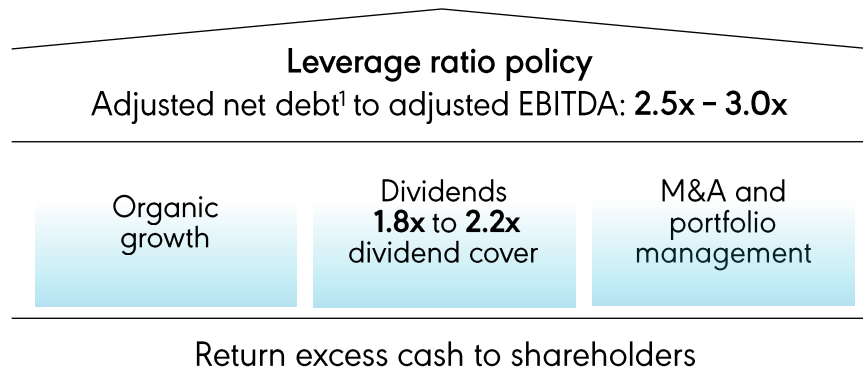 Leverage ratio policy
Adjusted net debt¹ to adjusted EBITDA: 2.5x – 3.0x
Organic
growth
Dividends
1.8x to 2.2x
dividend cover
M&A and
portfolio
management
Return excess cash to shareholders